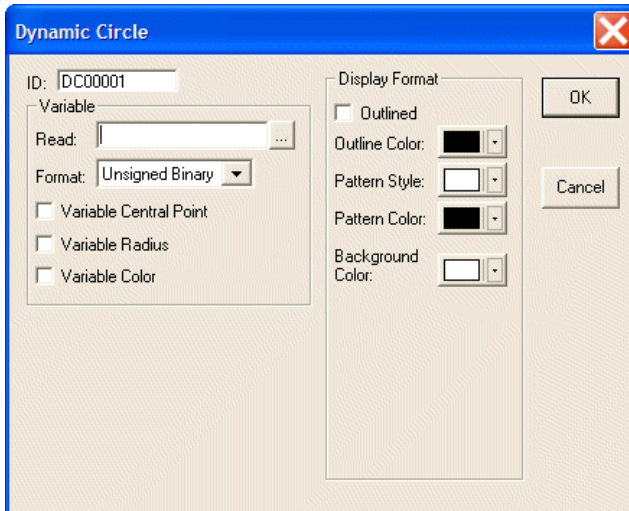 Dynamic Circle
ID: DC00001
Variable
Read: ...
Format: Unsigned Binary
Variable Central Point
Variable Radius
Variable Color
Display Format
Outlined
Outline Color:
Pattern Style:
Pattern Color:
Background
Color:
OK
Cancel